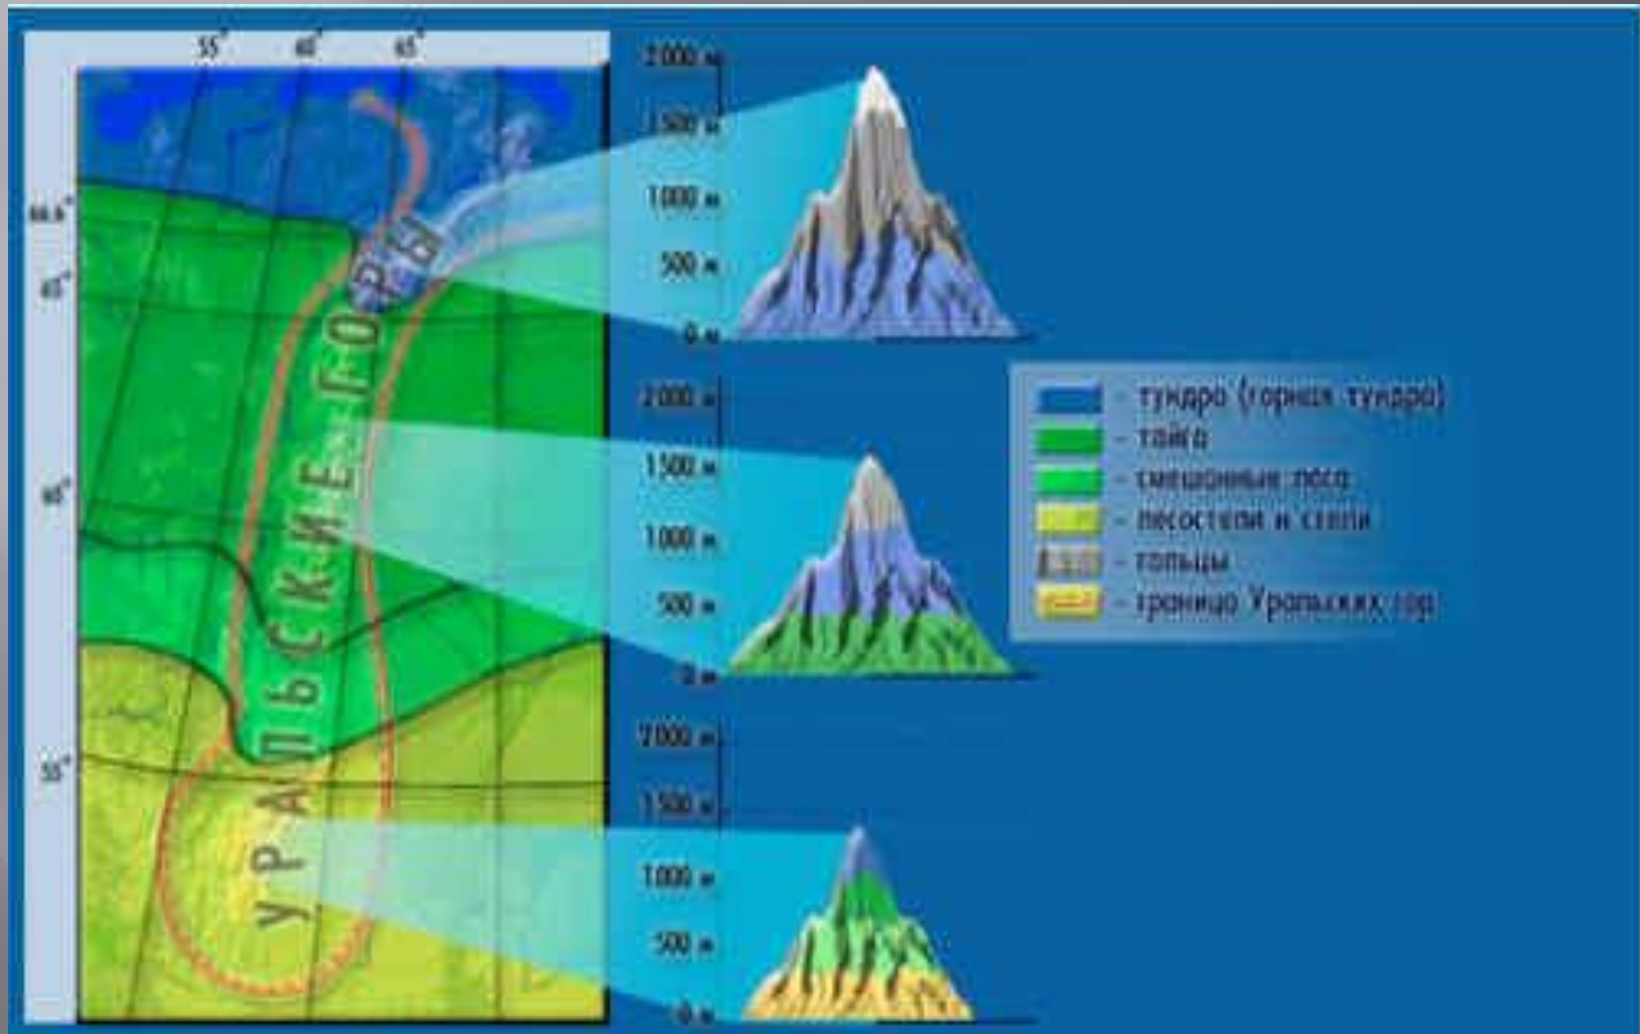 55° 60° 65°
66.6°
65°
60°
55°
УРАЛЬСКИЕ ГОРЫ
2000 м
1500 м
1000 м
500 м
0 м
2000 м
1500 м
1000 м
500 м
0 м
2000 м
1500 м
1000 м
500 м
0 м
- тундра (горная тундра)
- тайга
- смешанные леса
- лесостепи и степи
- гольцы
- граница Уральских гор